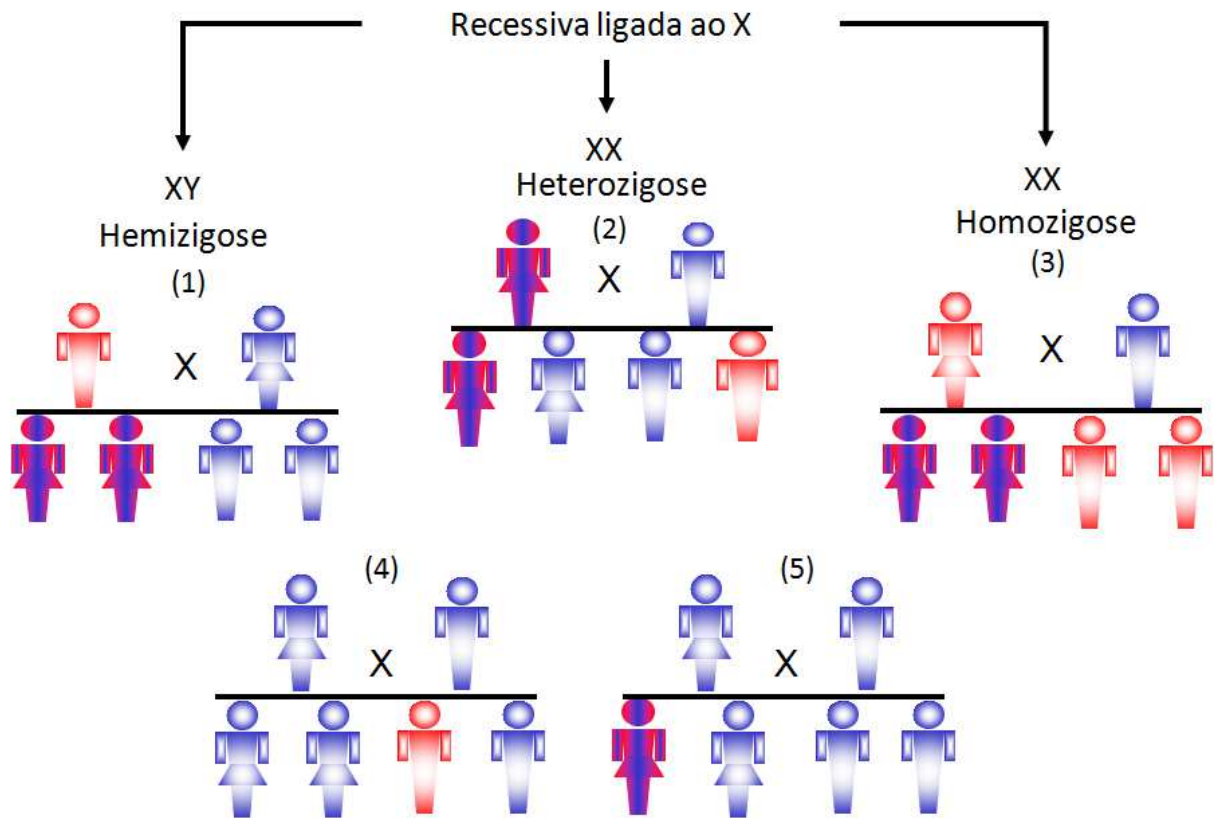 Recessiva ligada ao X
XY
Hemizigose
(1)
X
XX
Heterozigose
(2)
X
XX
Homozigose
(3)
X
(4)
X
(5)
X